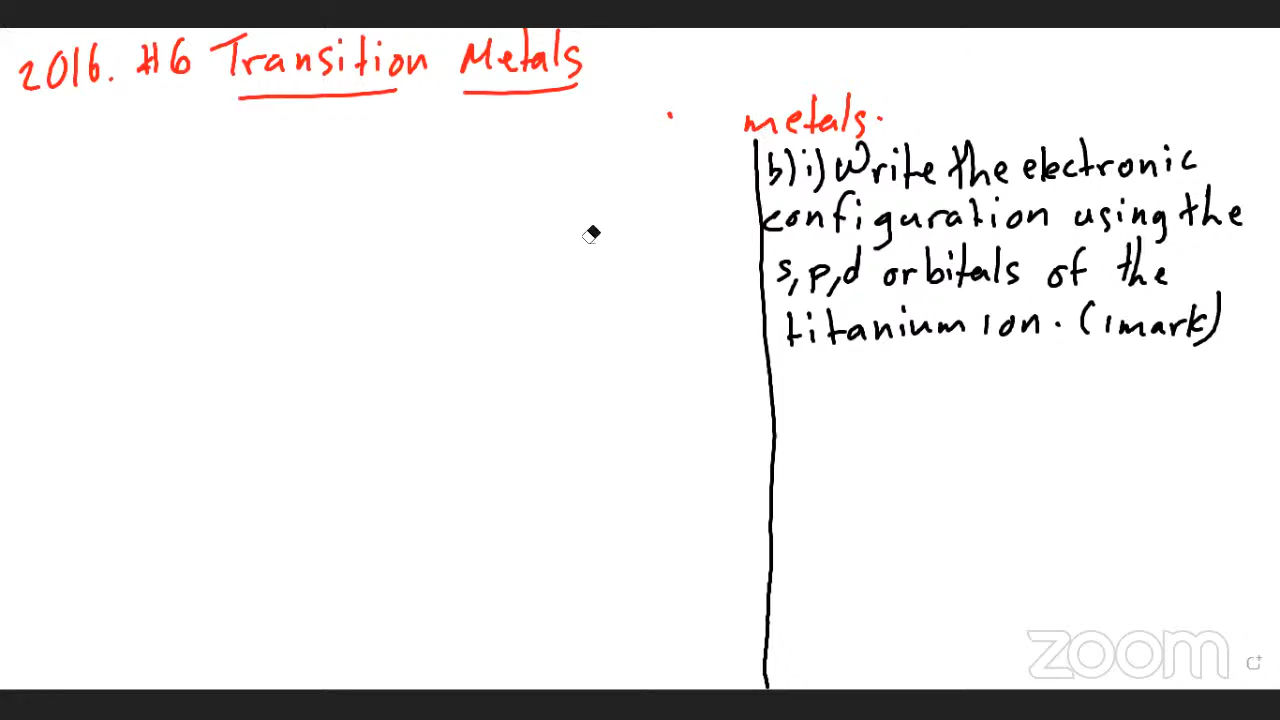 2016. #6 Transition Metals
metals.
b)i) Write the electronic
configuration using the
s,p,d orbitals of the
titanium ion. (1mark)
zoom